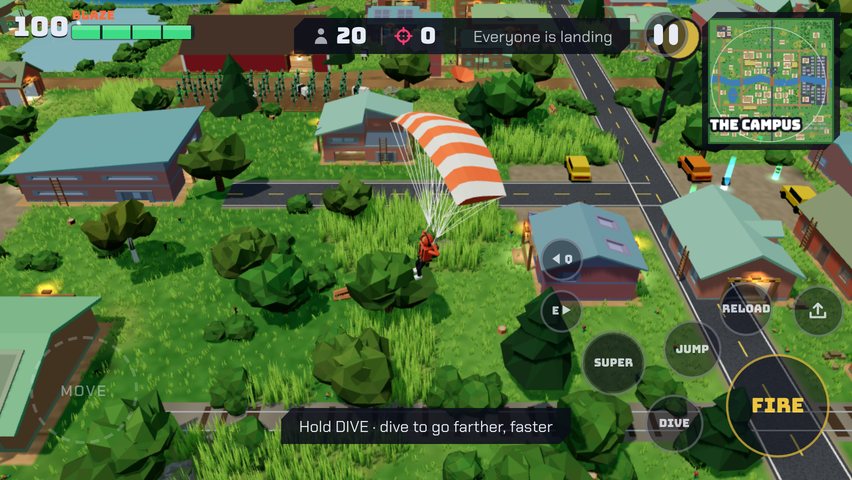 BLAZE
100
20
0
Everyone is landing
THE CAMPUS
Q
E
RELOAD
JUMP
SUPER
MOVE
FIRE
DIVE
Hold DIVE · dive to go farther, faster